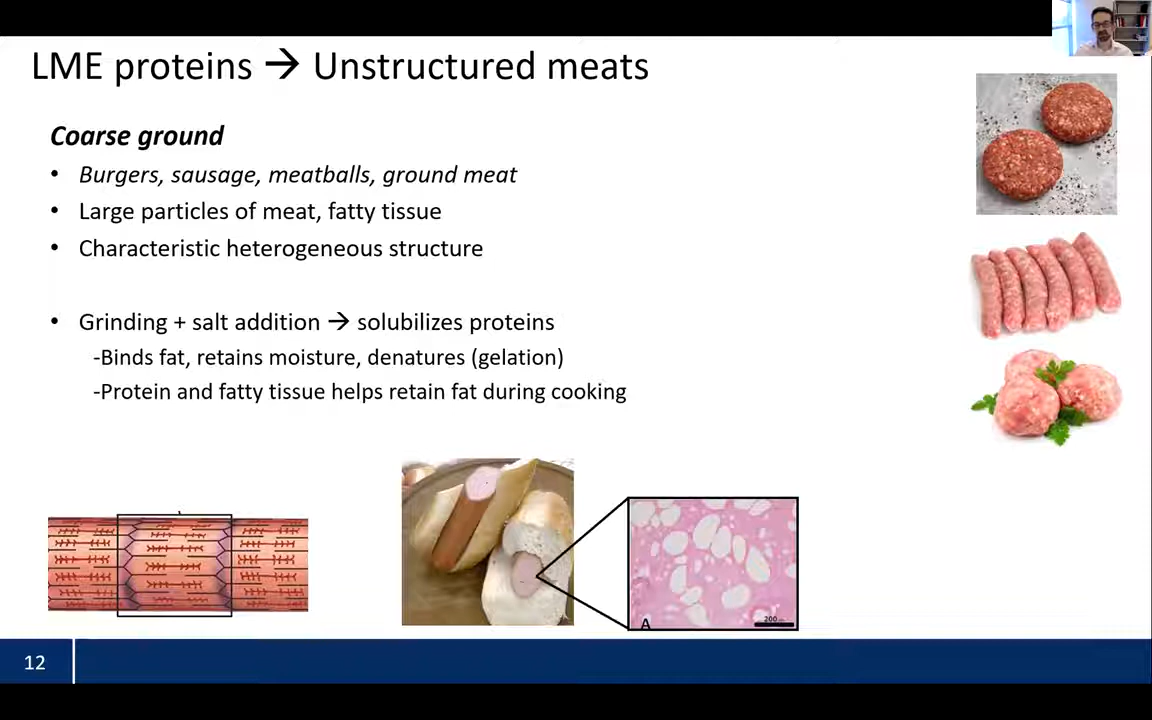 LME proteins → Unstructured meats
Coarse ground
• Burgers, sausage, meatballs, ground meat
• Large particles of meat, fatty tissue
• Characteristic heterogeneous structure
• Grinding + salt addition → solubilizes proteins
-Binds fat, retains moisture, denatures (gelation)
-Protein and fatty tissue helps retain fat during cooking
A
200
12